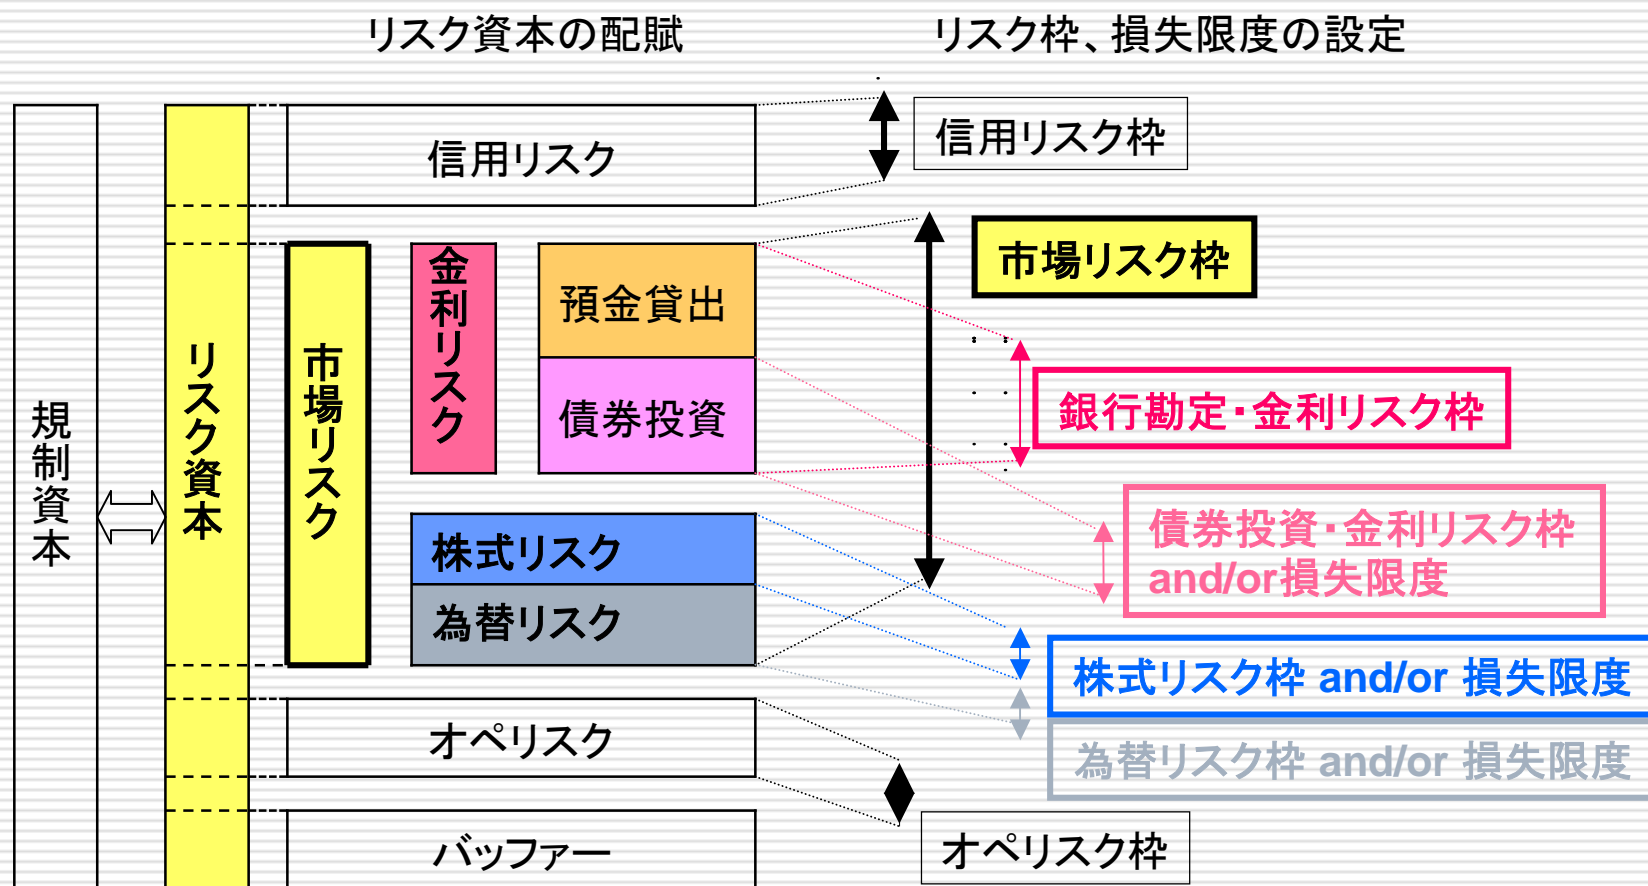 リスク資本の配賦
リスク枠、損失限度の設定
規制資本
リスク資本
信用リスク
信用リスク枠
市場リスク
金利リスク
預金貸出
債券投資
市場リスク枠
銀行勘定・金利リスク枠
債券投資・金利リスク枠
and/or損失限度
株式リスク
為替リスク
株式リスク枠 and/or 損失限度
為替リスク枠 and/or 損失限度
オペリスク
オペリスク枠
バッファー